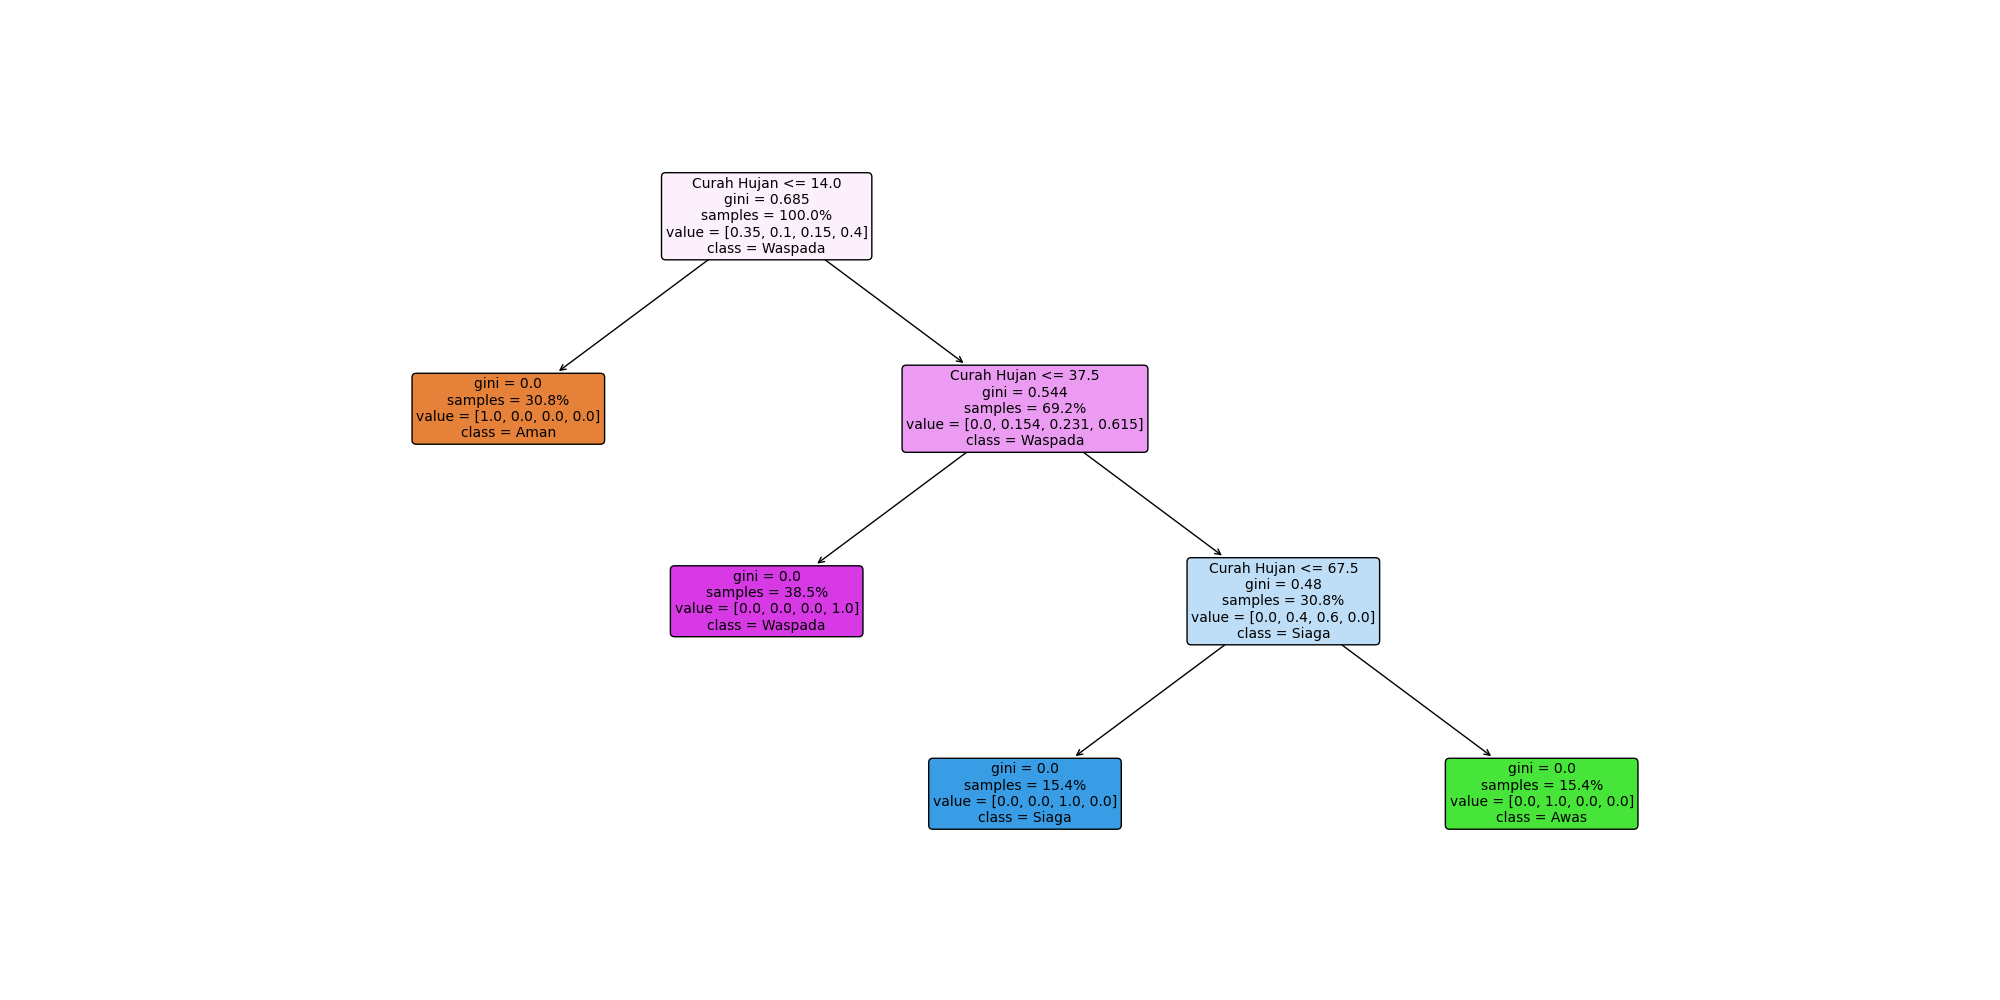 Curah Hujan <= 14.0
gini = 0.685
samples = 100.0%
value = [0.35, 0.1, 0.15, 0.4]
class = Waspada
gini = 0.0
samples = 30.8%
value = [1.0, 0.0, 0.0, 0.0]
class = Aman
Curah Hujan <= 37.5
gini = 0.544
samples = 69.2%
value = [0.0, 0.154, 0.231, 0.615]
class = Waspada
gini = 0.0
samples = 38.5%
value = [0.0, 0.0, 0.0, 1.0]
class = Waspada
Curah Hujan <= 67.5
gini = 0.48
samples = 30.8%
value = [0.0, 0.4, 0.6, 0.0]
class = Siaga
gini = 0.0
samples = 15.4%
value = [0.0, 0.0, 1.0, 0.0]
class = Siaga
gini = 0.0
samples = 15.4%
value = [0.0, 1.0, 0.0, 0.0]
class = Awas